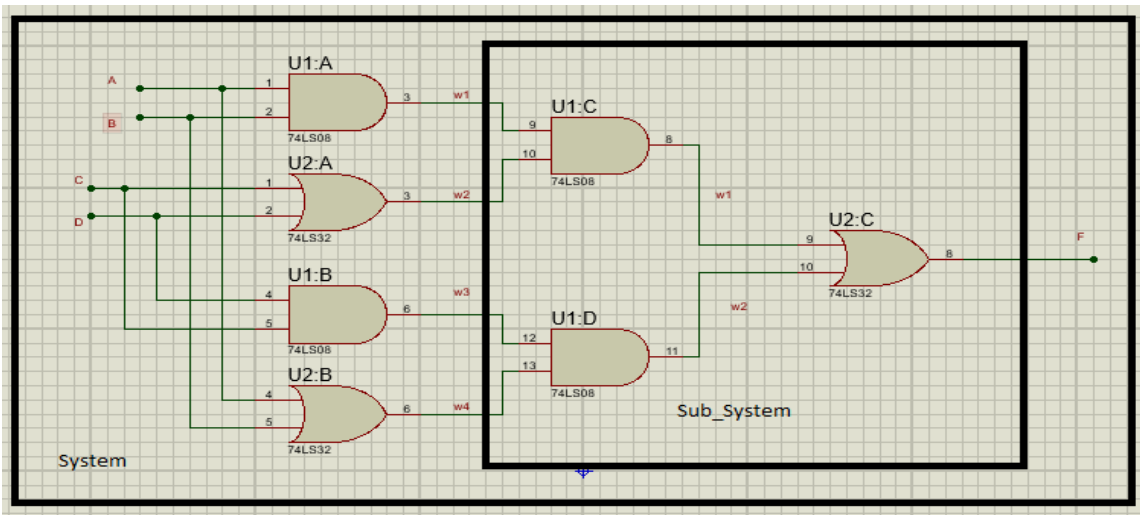 A
B
C
D
U1:A
1
2
3
74LS08
w1
U2:A
1
2
3
74LS32
w2
U1:B
4
5
6
74LS08
w3
U2:B
4
5
6
74LS32
w4
System
U1:C
9
10
8
74LS08
w1
U1:D
12
13
11
74LS08
w2
U2:C
9
10
8
74LS32
F
Sub_System